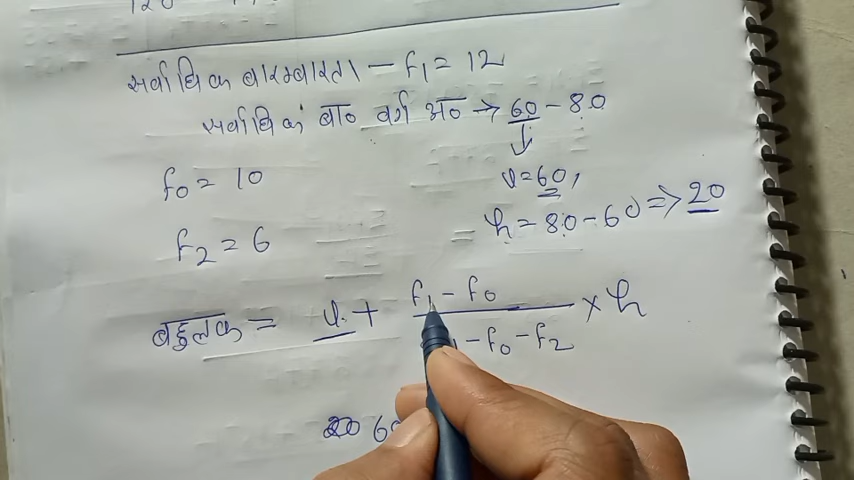 सर्वाधिक बारम्बारता - f₁ = 12
सर्वाधिक बा० वर्ग अ० → 60 - 80
f₀ = 10
l = 60,
f₂ = 6
= h = 80 - 60 => 20
बहुलक = l + f₁ - f₀ × h
- f₀ - f₂
60